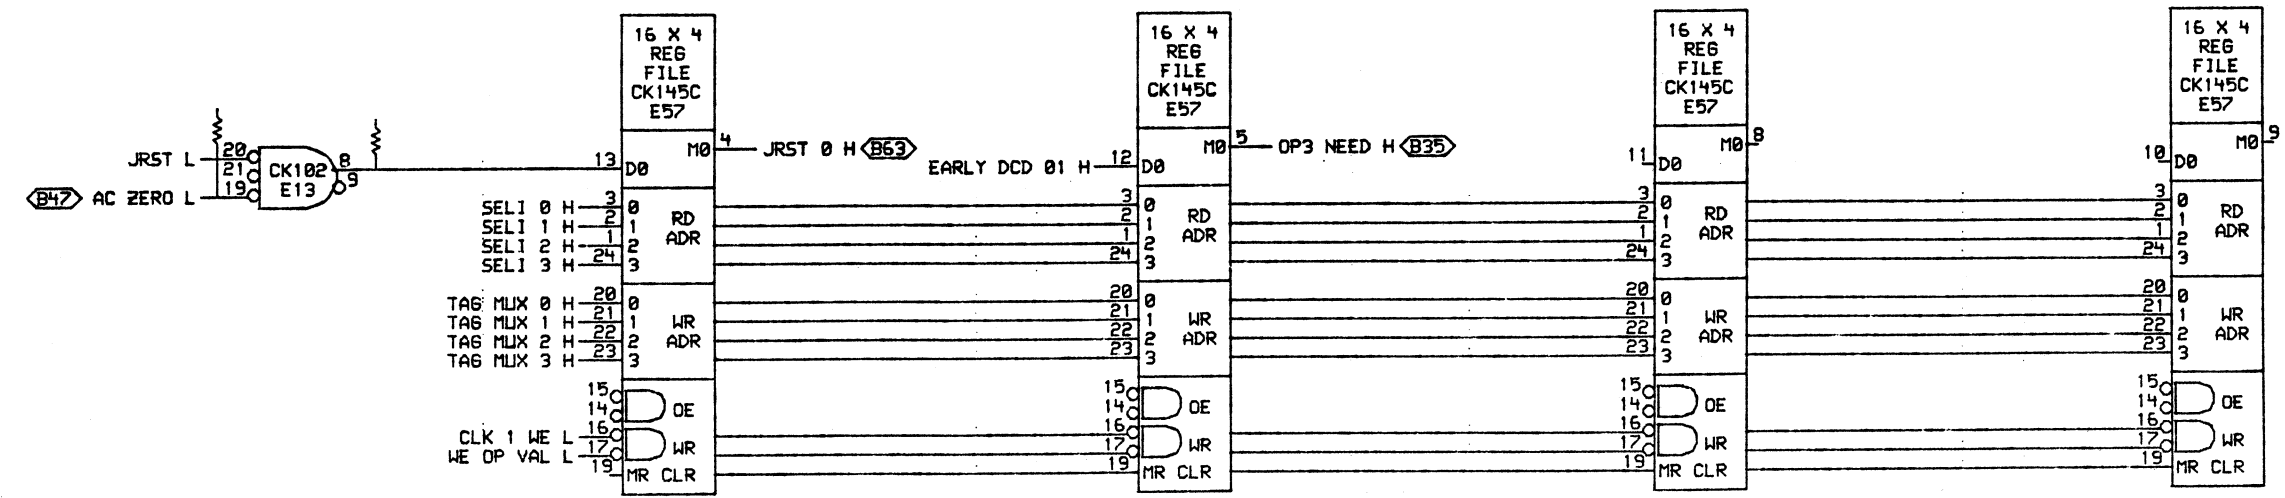 16 X 4
REG
FILE
CK145C
E57
4
M0
JRST 0 H
B63
13
D0
JRST L
20
21
19
CK102
E13
8
9
B47
AC ZERO L
SELI 0 H
3
0
SELI 1 H
2
1
SELI 2 H
1
2
SELI 3 H
24
3
RD
ADR
TAG MUX 0 H
20
0
TAG MUX 1 H
21
1
TAG MUX 2 H
22
2
TAG MUX 3 H
23
3
WR
ADR
15
14
OE
CLK 1 WE L
16
WE OP VAL L
17
WR
19
MR CLR
16 X 4
REG
FILE
CK145C
E57
5
M0
OP3 NEED H
B35
EARLY DCD 01 H
12
D0
3
0
2
1
1
2
24
3
RD
ADR
20
0
21
1
22
2
23
3
WR
ADR
15
14
OE
16
17
WR
19
MR CLR
16 X 4
REG
FILE
CK145C
E57
8
M0
11
D0
3
0
2
1
1
2
24
3
RD
ADR
20
0
21
1
22
2
23
3
WR
ADR
15
14
OE
16
17
WR
19
MR CLR
16 X 4
REG
FILE
CK145C
E57
9
M0
10
D0
3
0
2
1
1
2
24
3
RD
ADR
20
0
21
1
22
2
23
3
WR
ADR
15
14
OE
16
17
WR
19
MR CLR